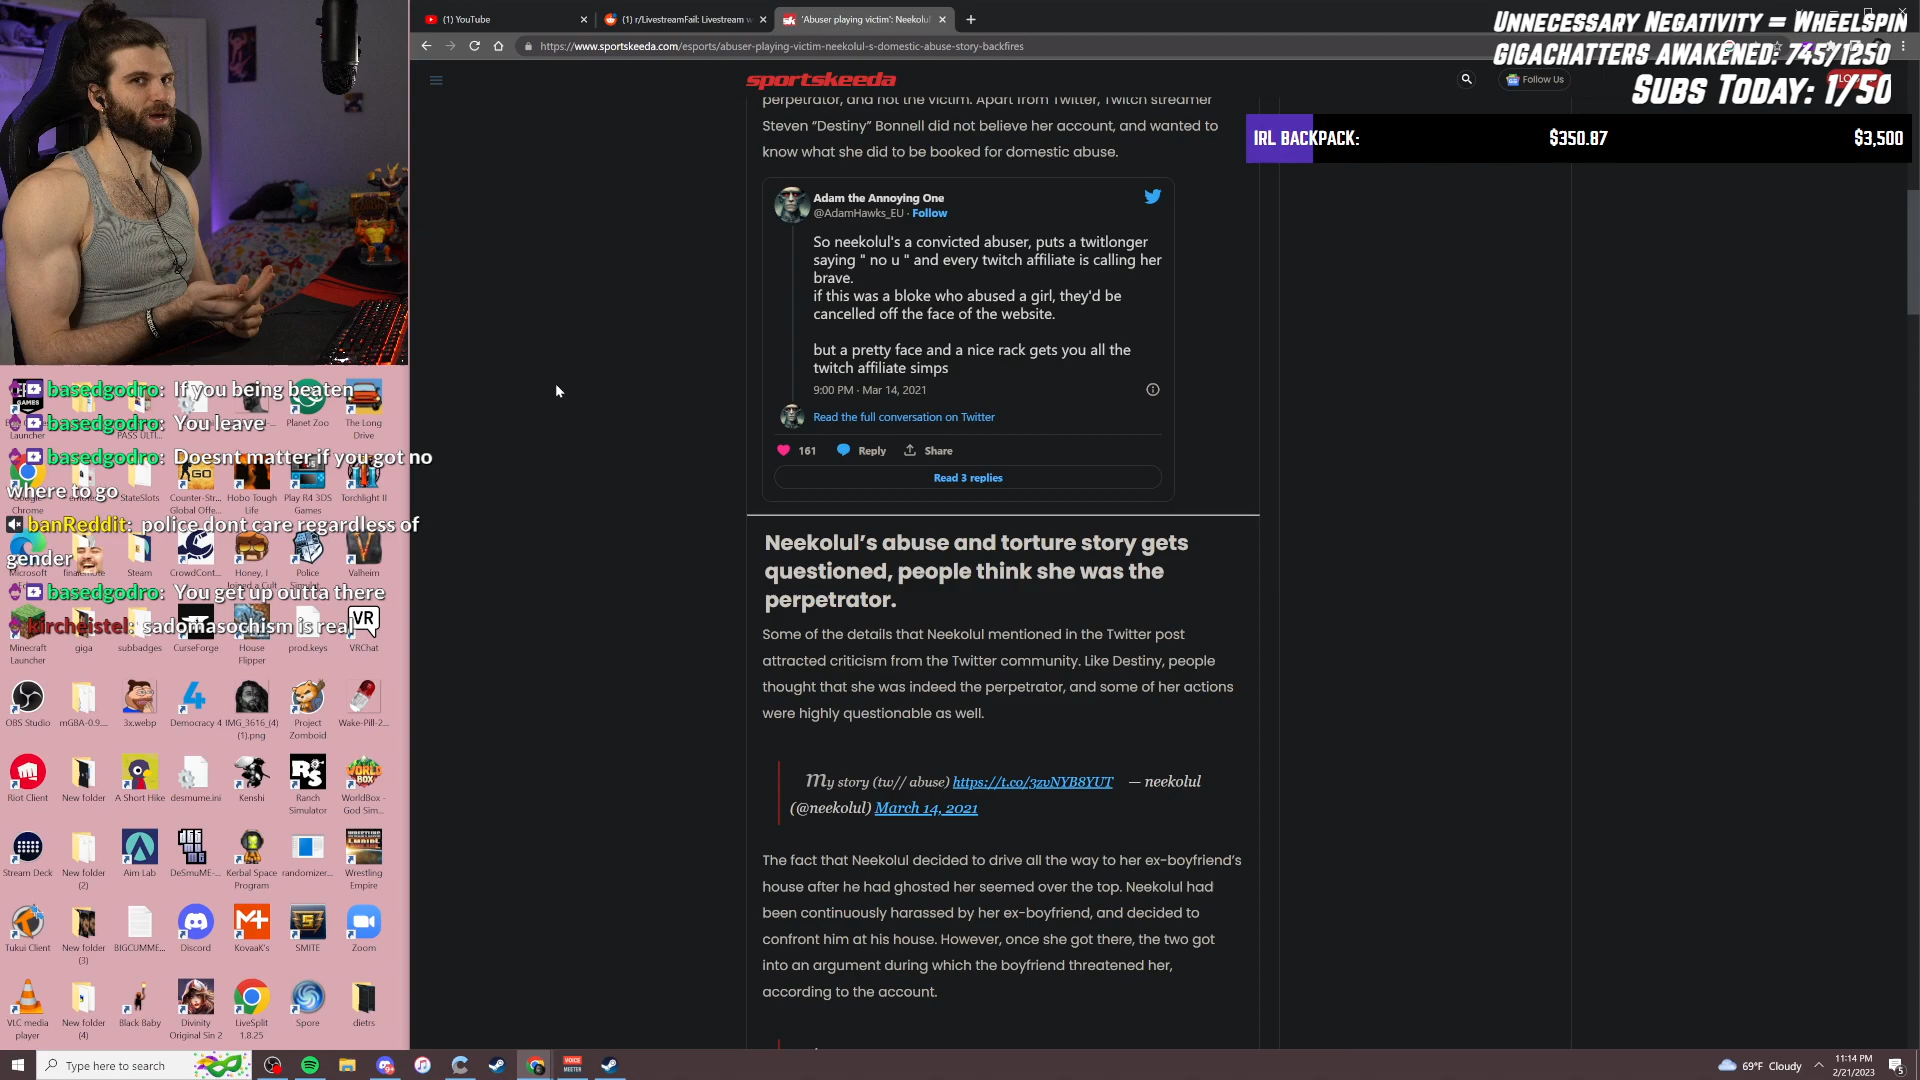 (1) YouTube
(1) r/LivestreamFail: Livestream w
'Abuser playing victim': Neekolul
https://www.sportskeeda.com/esports/abuser-playing-victim-neekolul-s-domestic-abuse-story-backfires
Unnecessary Negativity = Wheelspin
GIGACHATTERS AWAKENED: 745/1250
Subs Today: 1/50
IRL BACKPACK:
$350.87
$3,500
sportskeeda
Follow Us
perpetrator, and not the victim. Apart from Twitter, Twitch streamer
Steven “Destiny” Bonnell did not believe her account, and wanted to
know what she did to be booked for domestic abuse.
Adam the Annoying One
@AdamHawks_EU · Follow
So neekolul's a convicted abuser, puts a twitlonger
saying " no u " and every twitch affiliate is calling her
brave.
if this was a bloke who abused a girl, they'd be
cancelled off the face of the website.
but a pretty face and a nice rack gets you all the
twitch affiliate simps
9:00 PM · Mar 14, 2021
Read the full conversation on Twitter
161
Reply
Share
Read 3 replies
Neekolul’s abuse and torture story gets
questioned, people think she was the
perpetrator.
Some of the details that Neekolul mentioned in the Twitter post
attracted criticism from the Twitter community. Like Destiny, people
thought that she was indeed the perpetrator, and some of her actions
were highly questionable as well.
my story (tw// abuse) https://t.co/3zvNYB8YUT — neekolul
(@neekolul) March 14, 2021
The fact that Neekolul decided to drive all the way to her ex-boyfriend’s
house after he had ghosted her seemed over the top. Neekolul had
been continuously harassed by her ex-boyfriend, and decided to
confront him at his house. However, once she got there, the two got
into an argument during which the boyfriend threatened her,
according to the account.
basedgodro: If you being beaten
basedgodro: You leave
basedgodro: Doesnt matter if you got no
where to go
banReddit: police dont care regardless of
gender
basedgodro: You get up outta there
kircheistel: sadomasochism is real
GAMES
Launcher
PASS ULTI...
Planet Zoo
The Long
Drive
Chrome
StateSlots
Counter-Str...
Global Offe...
Hobo Tough
Life
Play R4 3DS
Games
Torchlight II
Microsoft
Steam
CrowdCont...
Honey, I
Joined a Cult
Police
Valheim
Minecraft
Launcher
giga
subbadges
CurseForge
House
Flipper
prod.keys
VR
VRChat
OBS Studio
mGBA-0.9....
3x.webp
Democracy 4
IMG_3616_(4)
(1).png
Project
Zomboid
Wake-Pill-2...
Riot Client
New folder
A Short Hike
desmume.ini
Kenshi
Ranch
Simulator
WorldBox -
God Sim...
Stream Deck
New folder
(2)
Aim Lab
DeSmuME-...
Kerbal Space
Program
randomizer...
Wrestling
Empire
Tukui Client
New folder
(3)
BIGCUMME...
Discord
KovaaK's
SMITE
Zoom
VLC media
player
New folder
(4)
Black Baby
Divinity
Original Sin 2
LiveSplit
1.8.25
Spore
dietrs
Type here to search
69°F Cloudy
11:14 PM
2/21/2023